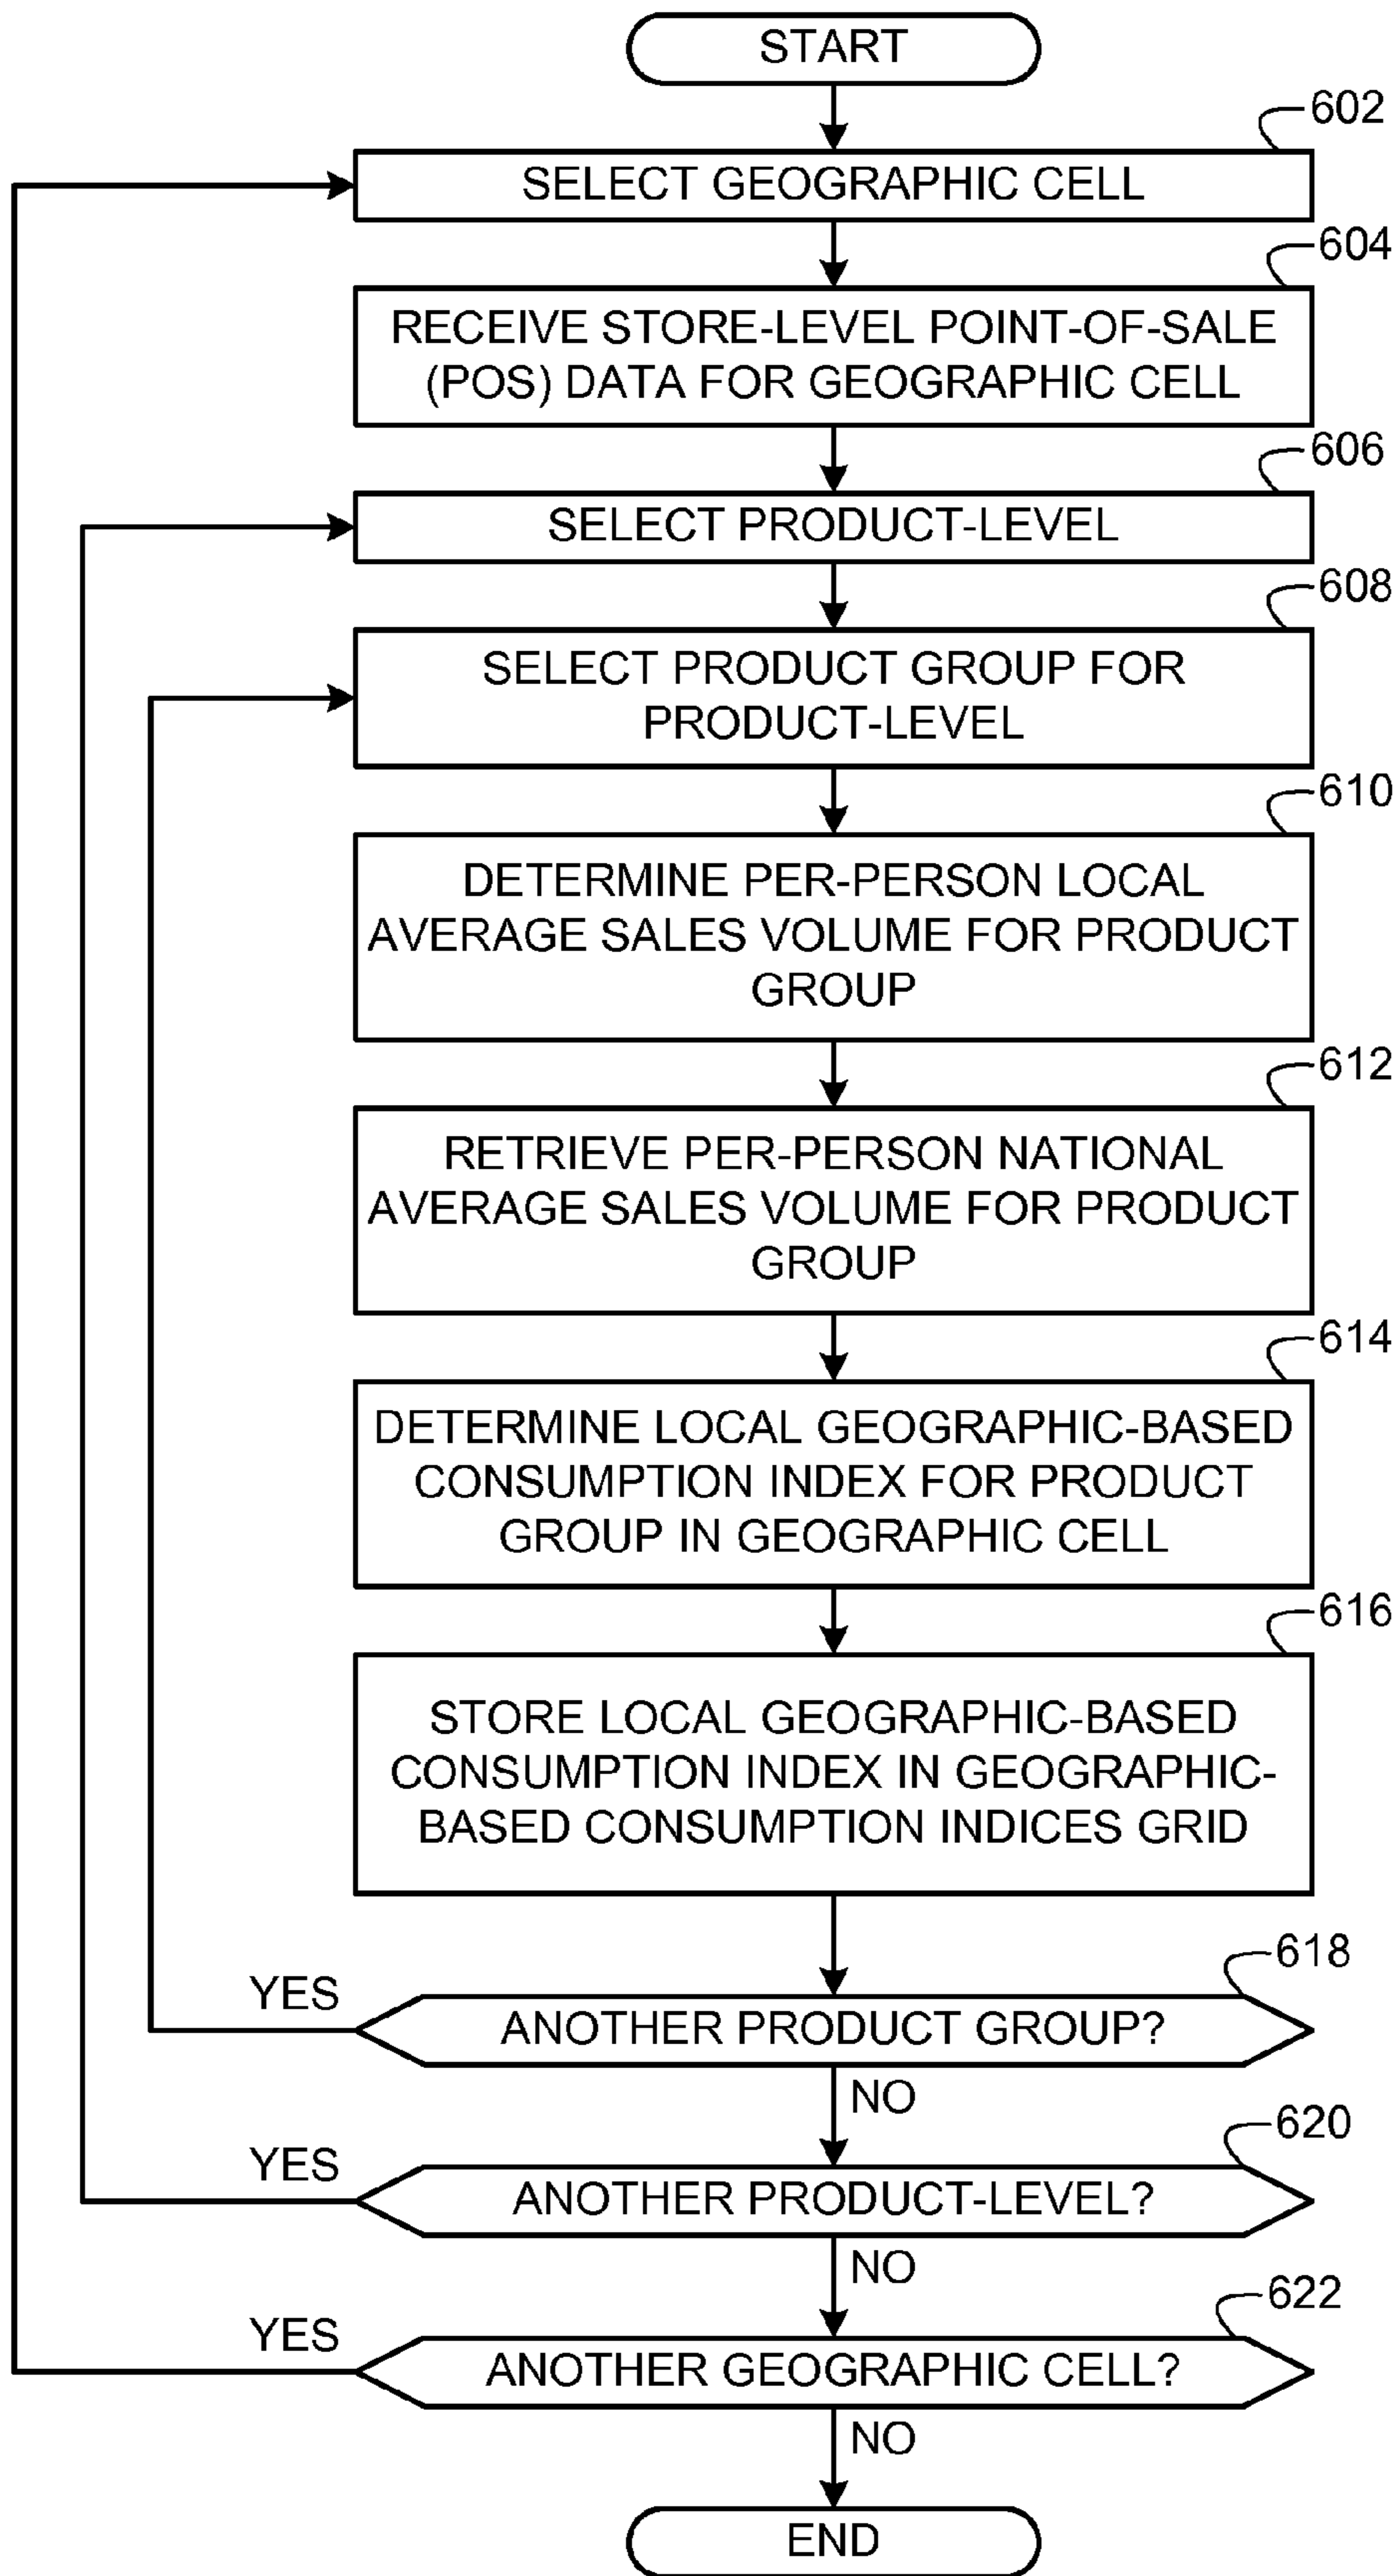 START
602
SELECT GEOGRAPHIC CELL
604
RECEIVE STORE-LEVEL POINT-OF-SALE
(POS) DATA FOR GEOGRAPHIC CELL
606
SELECT PRODUCT-LEVEL
608
SELECT PRODUCT GROUP FOR
PRODUCT-LEVEL
610
DETERMINE PER-PERSON LOCAL
AVERAGE SALES VOLUME FOR PRODUCT
GROUP
612
RETRIEVE PER-PERSON NATIONAL
AVERAGE SALES VOLUME FOR PRODUCT
GROUP
614
DETERMINE LOCAL GEOGRAPHIC-BASED
CONSUMPTION INDEX FOR PRODUCT
GROUP IN GEOGRAPHIC CELL
616
STORE LOCAL GEOGRAPHIC-BASED
CONSUMPTION INDEX IN GEOGRAPHIC-
BASED CONSUMPTION INDICES GRID
618
YES
ANOTHER PRODUCT GROUP?
NO
620
YES
ANOTHER PRODUCT-LEVEL?
NO
622
YES
ANOTHER GEOGRAPHIC CELL?
NO
END